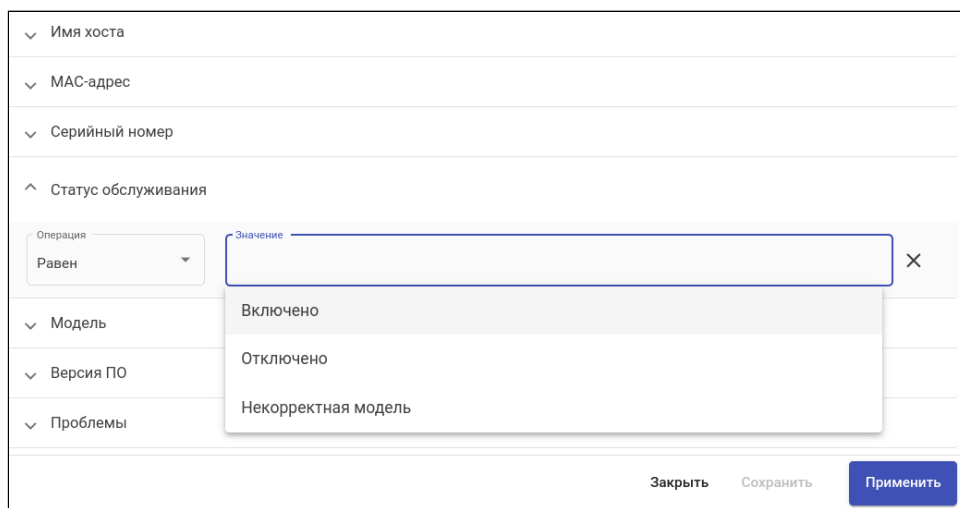 Имя хоста
MAC-адрес
Серийный номер
Статус обслуживания
Операция
Значение
Равен
Включено
Модель
Отключено
Версия ПО
Некорректная модель
Проблемы
Закрыть Сохранить Применить